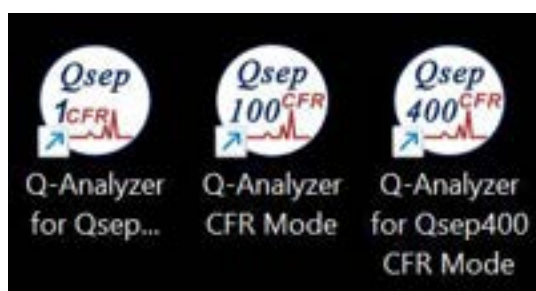 Qsep
1CFR
Q-Analyzer
for Qsep...
Qsep
100CFR
Q-Analyzer
CFR Mode
Qsep
400CFR
Q-Analyzer
for Qsep400
CFR Mode